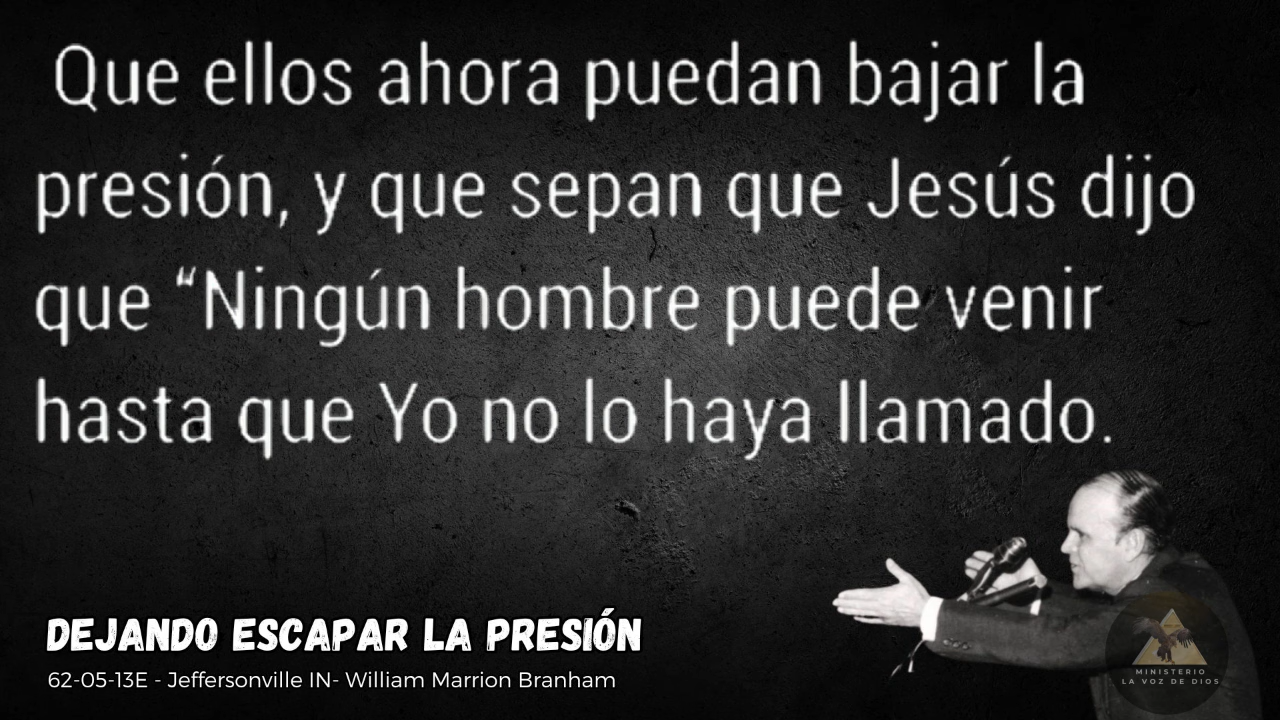 Que ellos ahora puedan bajar la
presión, y que sepan que Jesús dijo
que “Ningún hombre puede venir
hasta que Yo no lo haya llamado.
DEJANDO ESCAPAR LA PRESIÓN
62-05-13E - Jeffersonville IN- William Marrion Branham
MINISTERIO
LA VOZ DE DIOS